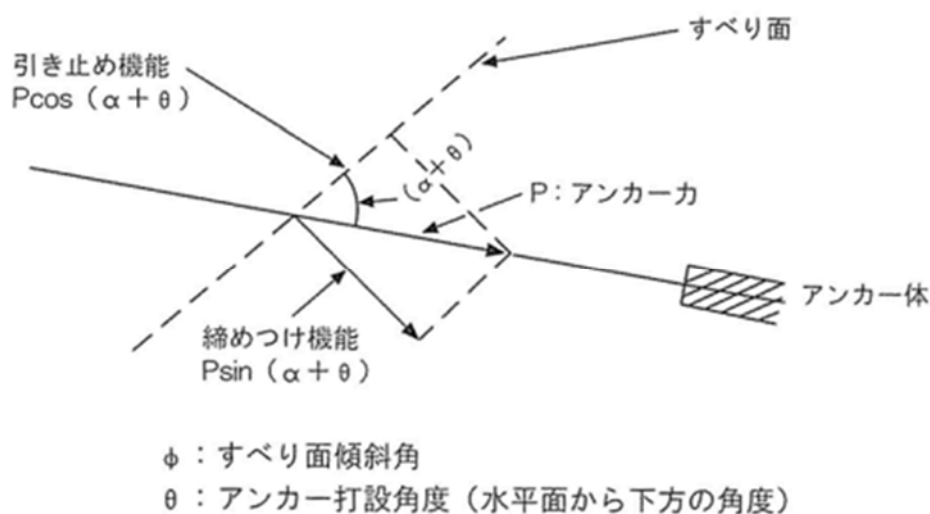 すべり面
引き止め機能
Pcos（α＋θ）
（α＋θ）
P：アンカー力
アンカー体
締めつけ機能
Psin（α＋θ）
φ：すべり面傾斜角
θ：アンカー打設角度（水平面から下方の角度）